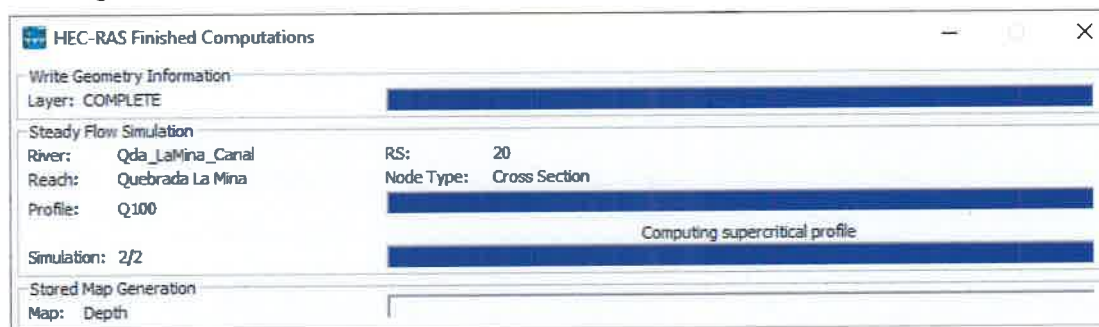 HEC-RAS Finished Computations
Write Geometry Information
Layer: COMPLETE
Steady Flow Simulation
River: Qda_LaMina_Canal RS: 20
Reach: Quebrada La Mina Node Type: Cross Section
Profile: Q100
Computing supercritical profile
Simulation: 2/2
Stored Map Generation
Map: Depth